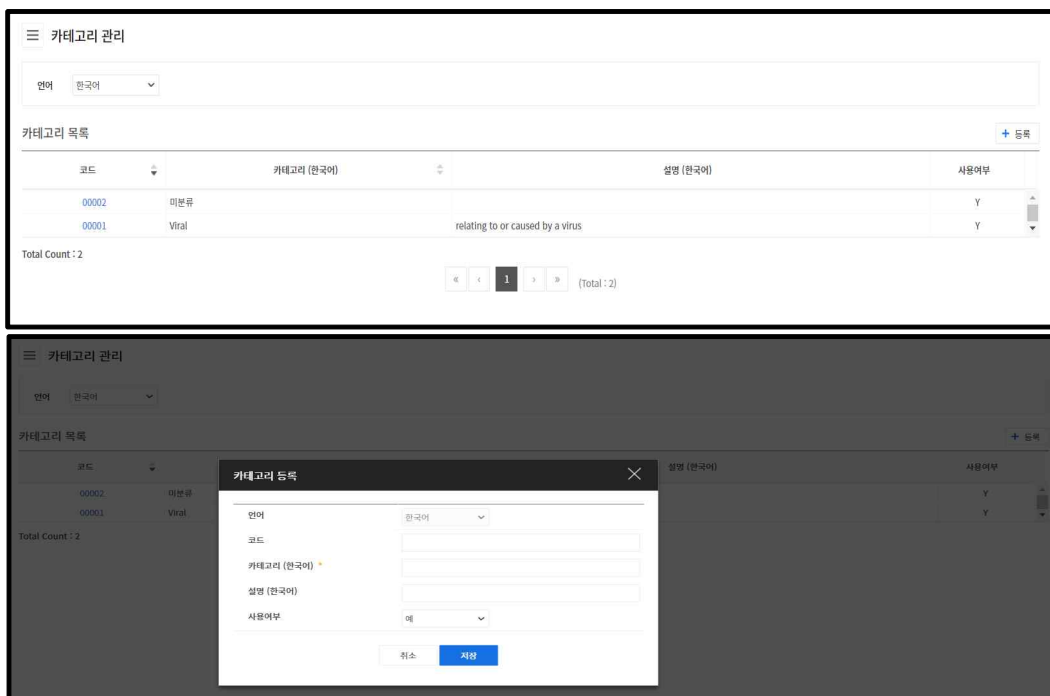 카테고리 관리
언어 한국어
카테고리 목록 + 등록
코드 카테고리 (한국어) 설명 (한국어) 사용여부
00002 미분류 Y
00001 Viral relating to or caused by a virus Y
Total Count : 2
« ‹ 1 › » (Total : 2)
카테고리 관리
언어 한국어
카테고리 목록 + 등록
코드 설명 (한국어) 사용여부
00002 미분류 Y
00001 Viral Y
Total Count : 2
카테고리 등록
언어 한국어
코드
카테고리 (한국어) *
설명 (한국어)
사용여부 예
취소 저장